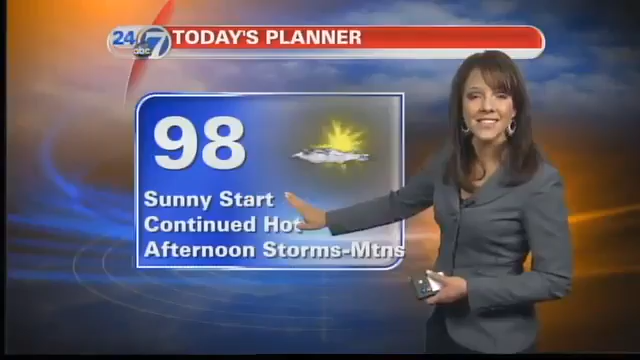 24 abc 7 TODAY'S PLANNER
98
Sunny Start
Continued Hot
Afternoon Storms-Mtns